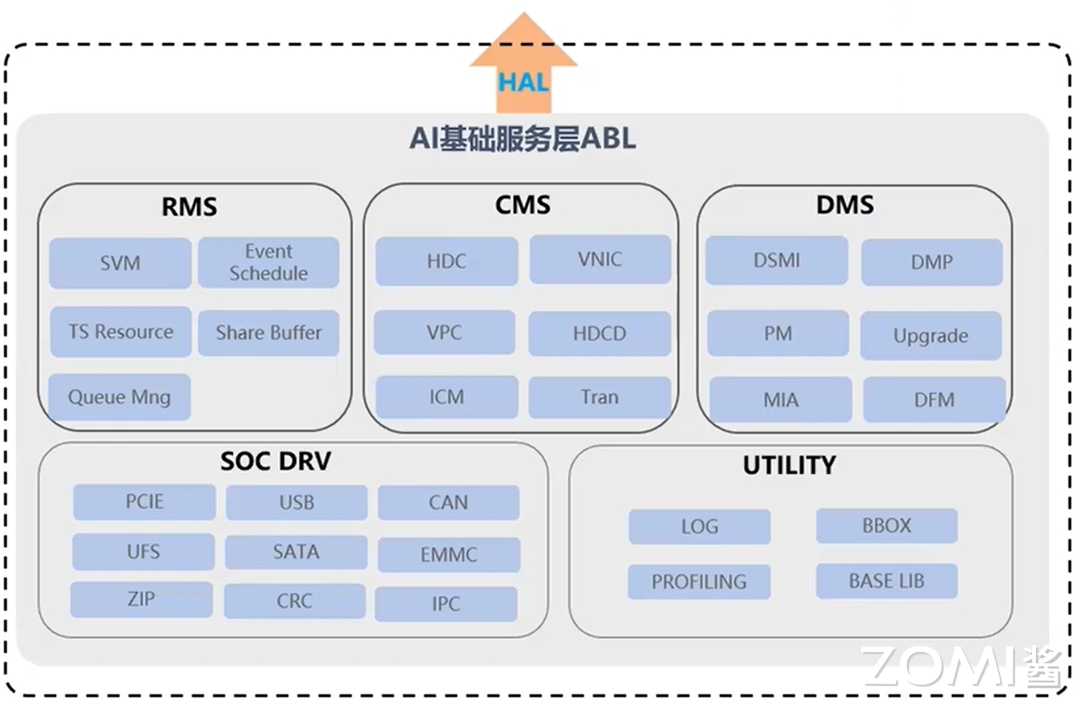 HAL
AI基础服务层ABL
RMS
SVM
Event
Schedule
TS Resource
Share Buffer
Queue Mng
CMS
HDC
VNIC
VPC
HDCD
ICM
Tran
DMS
DSMI
DMP
PM
Upgrade
MIA
DFM
SOC DRV
PCIE
USB
CAN
UFS
SATA
EMMC
ZIP
CRC
IPC
UTILITY
LOG
BBOX
PROFILING
BASE LIB
ZOMI酱